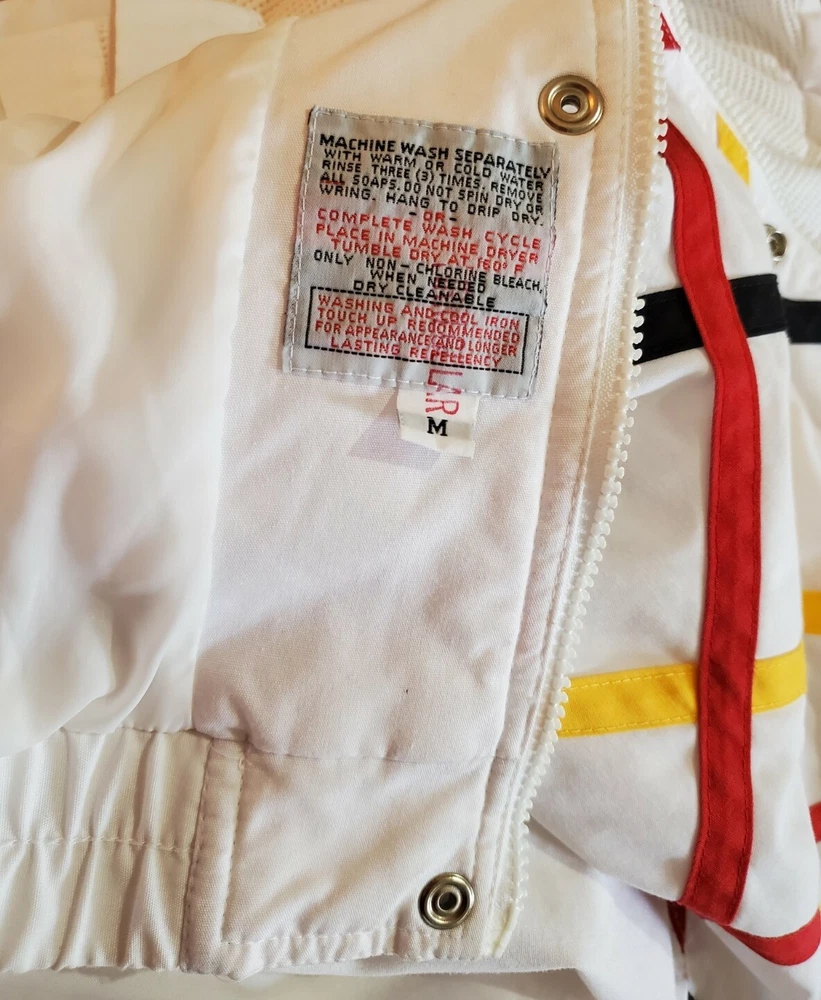 MACHINE WASH SEPARATELY
WITH WARM OR COLD WATER
RINSE THREE (3) TIMES, REMOVE
ALL SOAPS. DO NOT SPIN DRY OR
WRING. HANG TO DRIP DRY.
-OR-
COMPLETE WASH CYCLE
PLACE IN MACHINE DRYER
TUMBLE DRY AT 160° F
ONLY NON-CHLORINE BLEACH,
WHEN NEEDED
DRY CLEANABLE
WASHING AND COOL IRON
TOUCH UP RECOMMENDED
FOR APPEARANCE AND LONGER
LASTING REPELLENCY
M